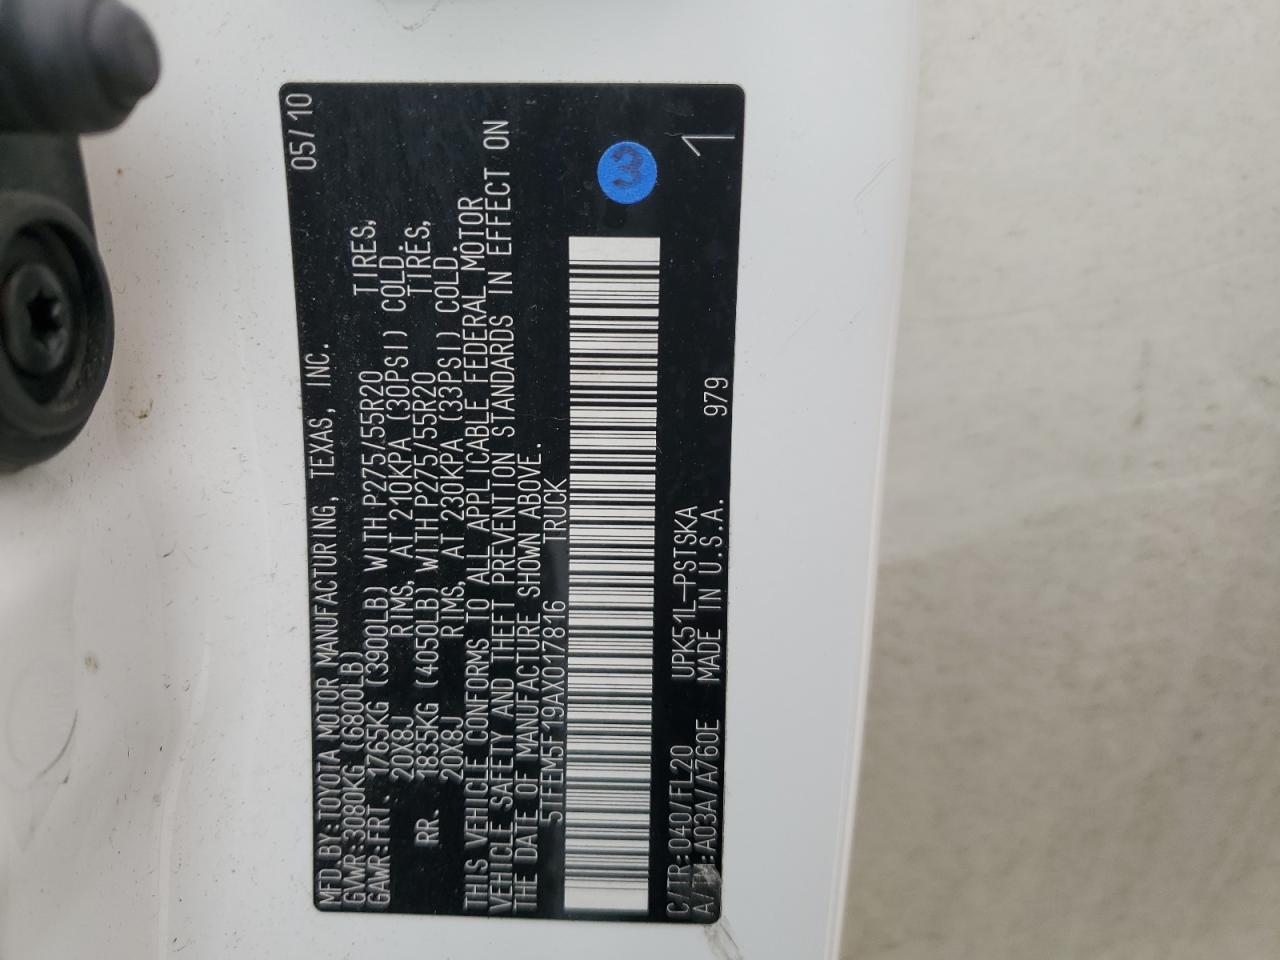 MFD.BY:TOYOTA MOTOR MANUFACTURING, TEXAS, INC. 05/10
GVWR:3080KG (6800LB)
GAWR:FRT. 1765KG (3900LB) WITH P275/55R20 TIRES,
20X8J RIMS, AT 210KPA (30PSI) COLD.
RR. 1835KG (4050LB) WITH P275/55R20 TIRES,
20X8J RIMS, AT 230KPA (33PSI) COLD.
THIS VEHICLE CONFORMS TO ALL APPLICABLE FEDERAL MOTOR
VEHICLE SAFETY AND THEFT PREVENTION STANDARDS IN EFFECT ON
THE DATE OF MANUFACTURE SHOWN ABOVE.
5TFEM5F19AX017816 TRUCK
3
C/TR:040/FL20 UPK51L-PSTSKA 1
A/TM:A03A/A760E MADE IN U.S.A. 979